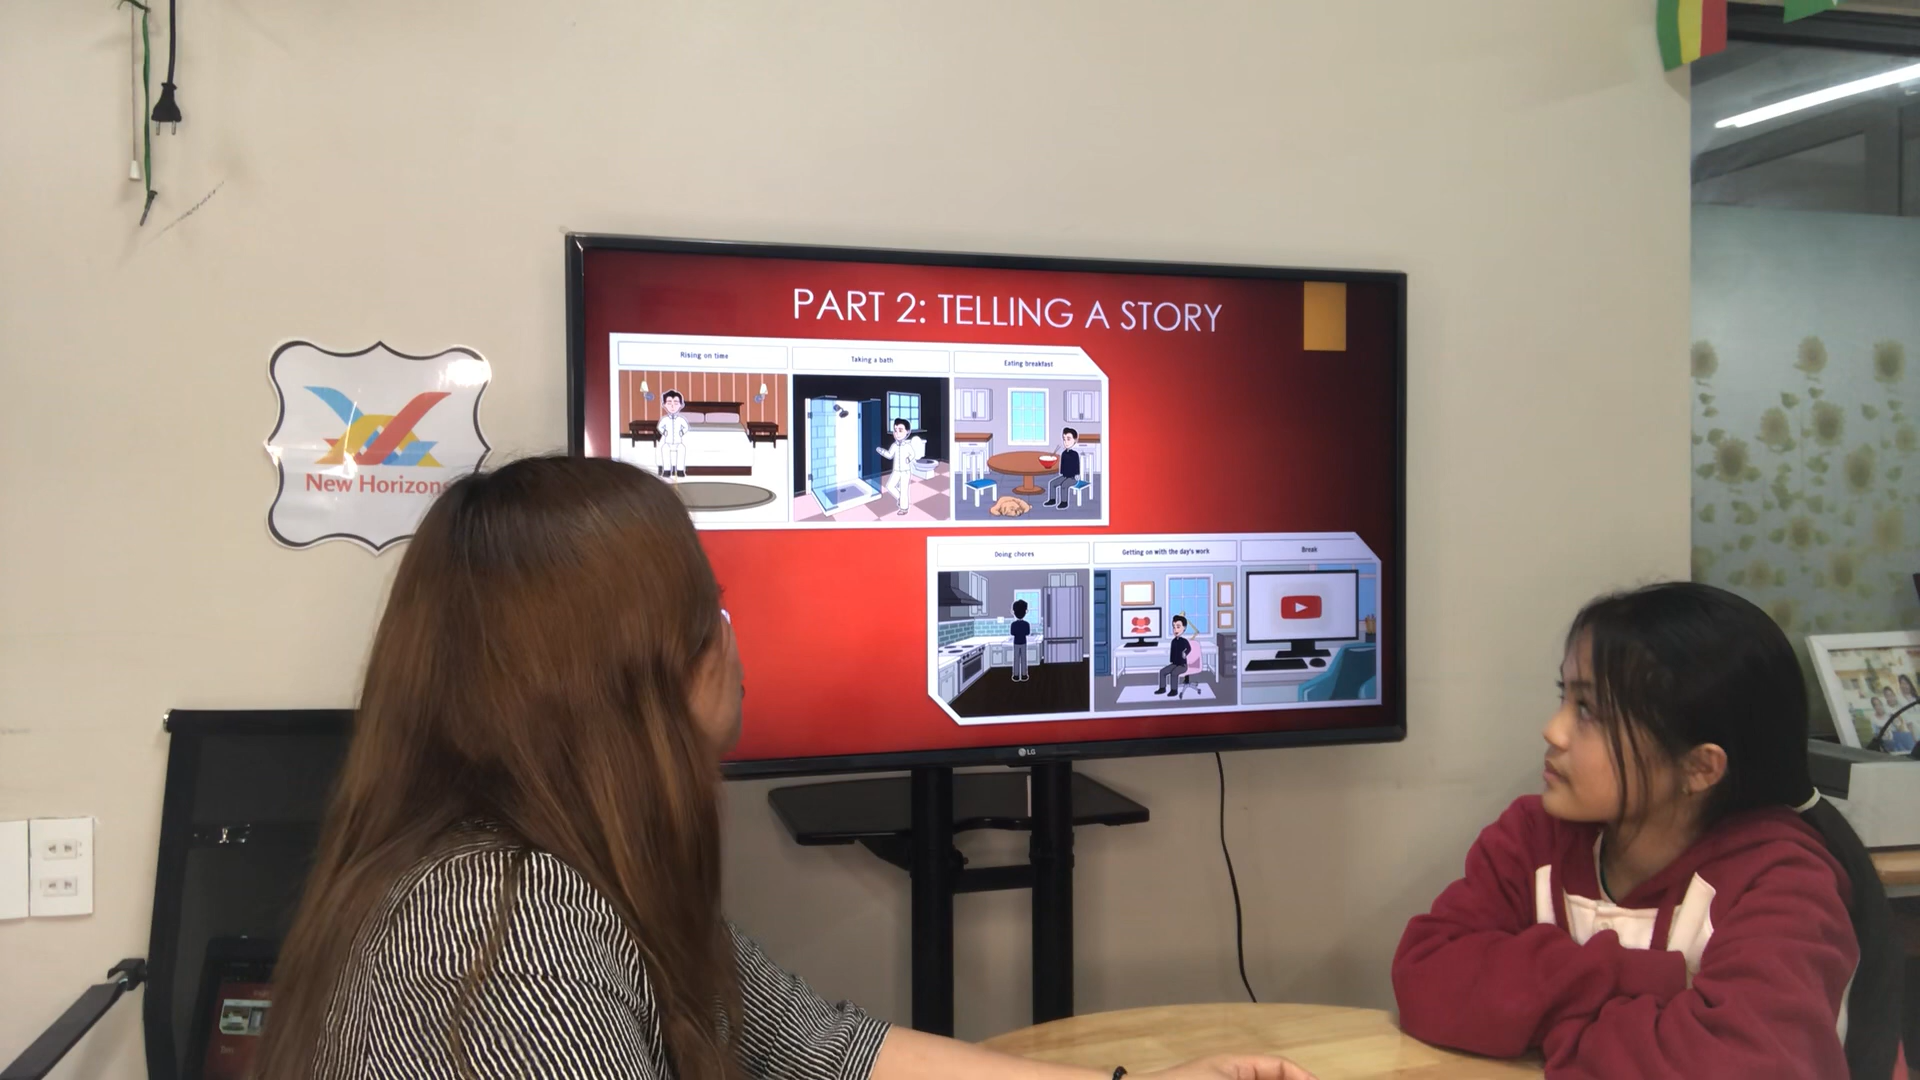 PART 2: TELLING A STORY
Rising on time
Taking a bath
Eating breakfast
Doing chores
Getting on with the day's work
Break
New Horizons
LG